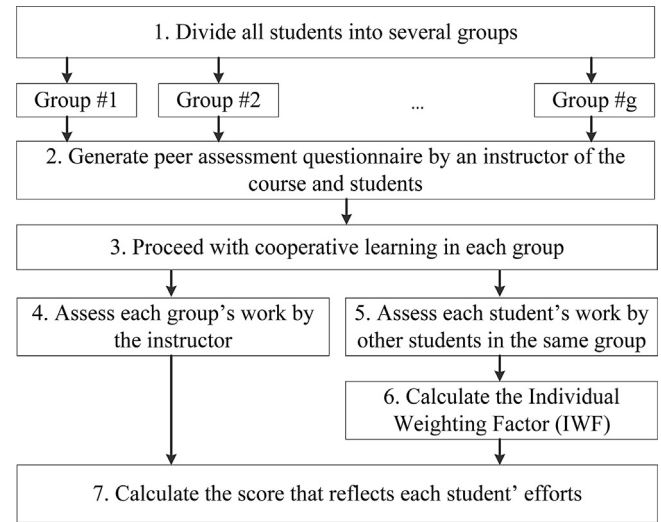 1. Divide all students into several groups
Group #1
Group #2
...
Group #g
2. Generate peer assessment questionnaire by an instructor of the
course and students
3. Proceed with cooperative learning in each group
4. Assess each group's work by
the instructor
5. Assess each student's work by
other students in the same group
6. Calculate the Individual
Weighting Factor (IWF)
7. Calculate the score that reflects each student' efforts